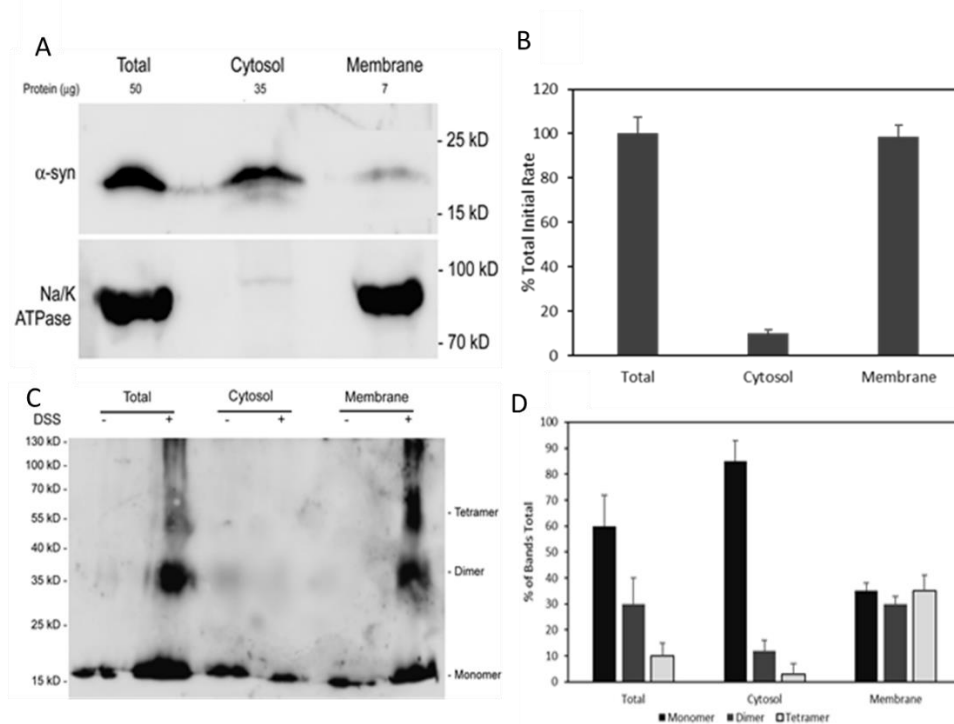 A
Total Cytosol Membrane
Protein (µg) 50 35 7
α-syn
- 25 kD
- 15 kD
Na/K
ATPase
- 100 kD
- 70 kD
B
% Total Initial Rate
120
100
80
60
40
20
0
Total Cytosol Membrane
C
Total Cytosol Membrane
DSS - + - + - +
130 kD -
100 kD -
70 kD -
55 kD -
40 kD -
35 kD -
25 kD -
15 kD -
- Tetramer
- Dimer
- Monomer
D
% of Bands Total
100
90
80
70
60
50
40
30
20
10
0
Total Cytosol Membrane
Monomer Dimer Tetramer